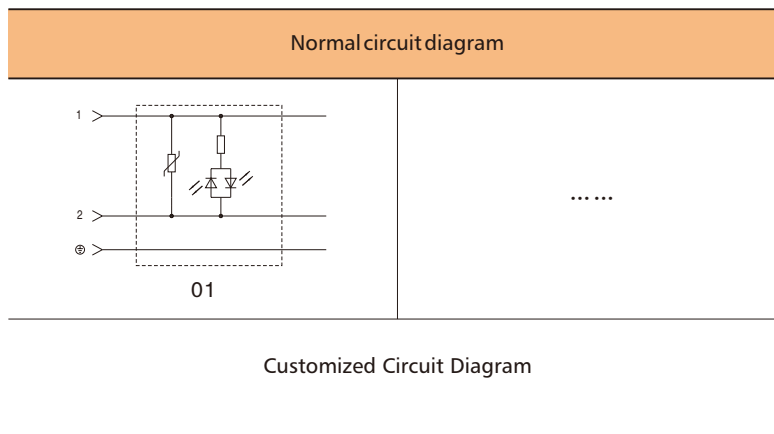 Normal circuit diagram
1
2
01
... ...
Customized Circuit Diagram